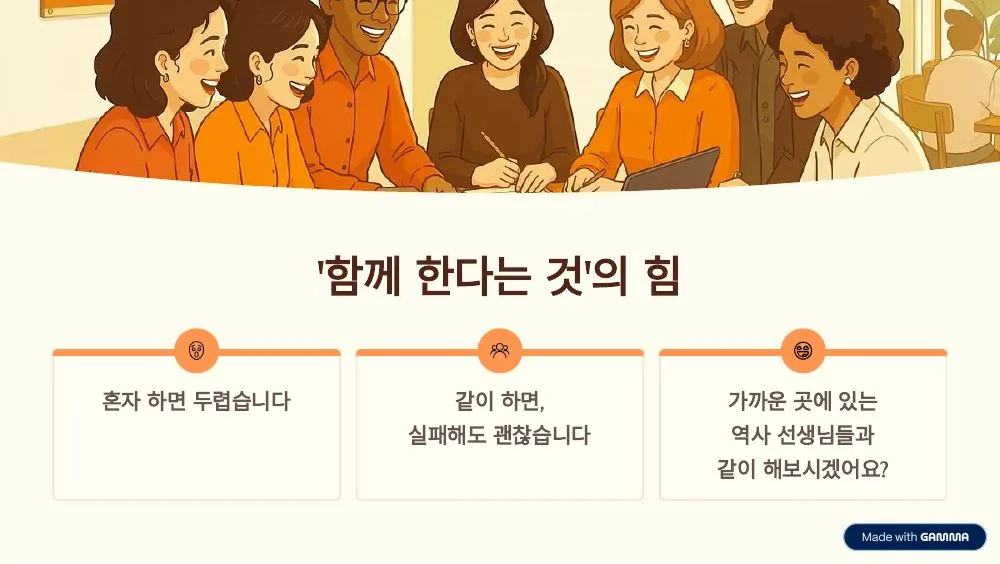 '함께 한다는 것'의 힘
혼자 하면 두렵습니다
같이 하면,
실패해도 괜찮습니다
가까운 곳에 있는
역사 선생님들과
같이 해보시겠어요?
Made with GAMMA